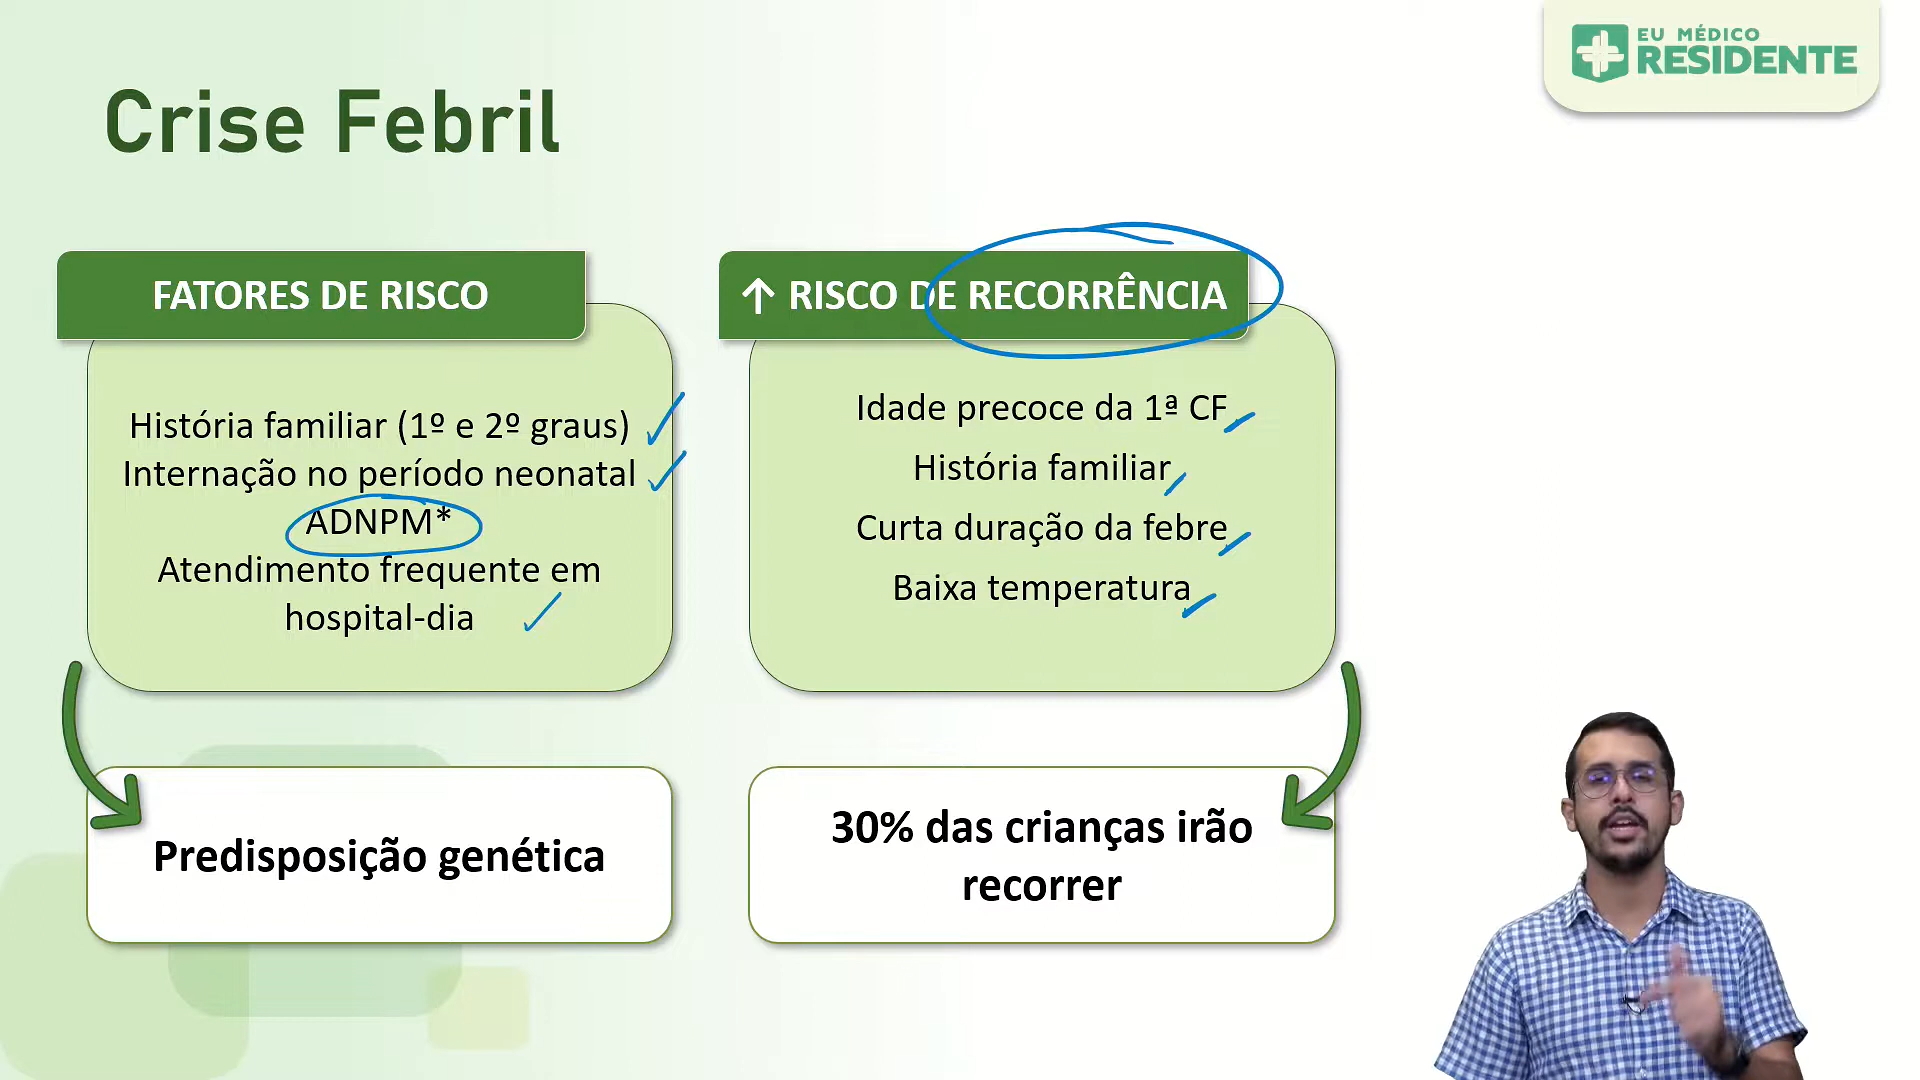 EU MÉDICO
RESIDENTE
Crise Febril
FATORES DE RISCO
História familiar (1º e 2º graus)
Internação no período neonatal
ADNPM*
Atendimento frequente em
hospital-dia
Predisposição genética
↑ RISCO DE RECORRÊNCIA
Idade precoce da 1ª CF
História familiar
Curta duração da febre
Baixa temperatura
30% das crianças irão
recorrer